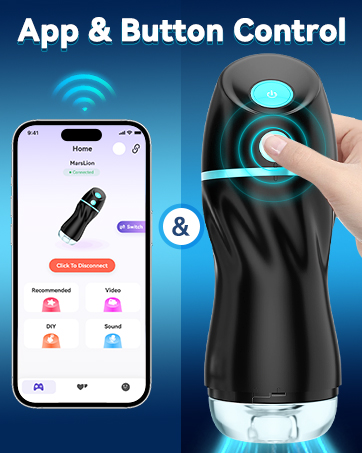 App & Button Control
9:41
Home
MarsLion
Connected
Switch
&
Click To Disconnect
Recommended
Video
DIY
Sound